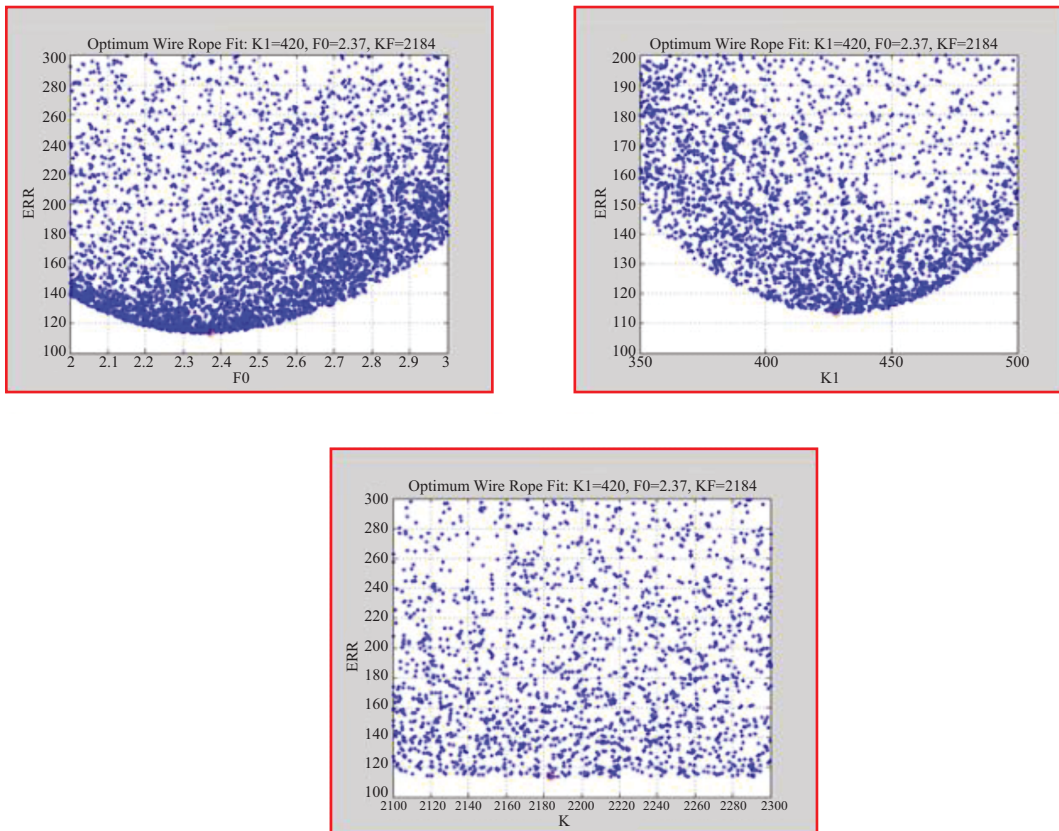 Optimum Wire Rope Fit: K1=420, F0=2.37, KF=2184
300
280
260
240
220
200
180
160
140
120
100
ERR
2 2.1 2.2 2.3 2.4 2.5 2.6 2.7 2.8 2.9 3
F0
Optimum Wire Rope Fit: K1=420, F0=2.37, KF=2184
200
190
180
170
160
150
140
130
120
110
100
ERR
350 400 450 500
K1
Optimum Wire Rope Fit: K1=420, F0=2.37, KF=2184
300
280
260
240
220
200
180
160
140
120
100
ERR
2100 2120 2140 2160 2180 2200 2220 2240 2260 2280 2300
K